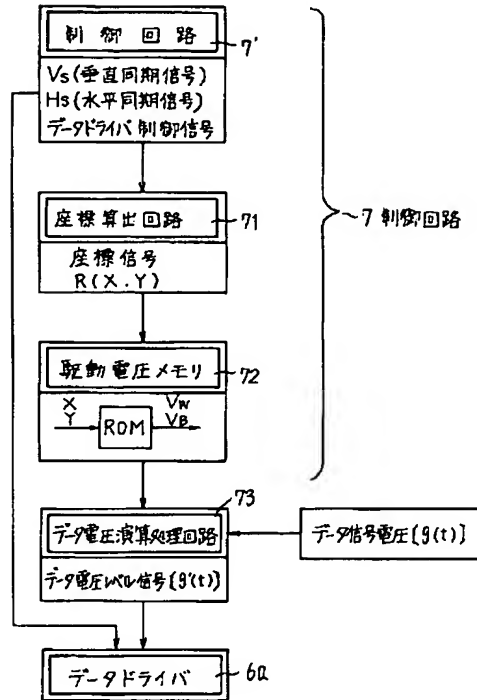 制御回路
7'
Vs(垂直同期信号)
Hs(水平同期信号)
データドライバ制御信号
座標算出回路
71
座標信号
R(X.Y)
7 制御回路
駆動電圧メモリ
72
X
Y
ROM
VW
VB
73
データ電圧演算処理回路
データ信号電圧[g(t)]
データ電圧レベル信号[g'(t)]
データドライバ
6a